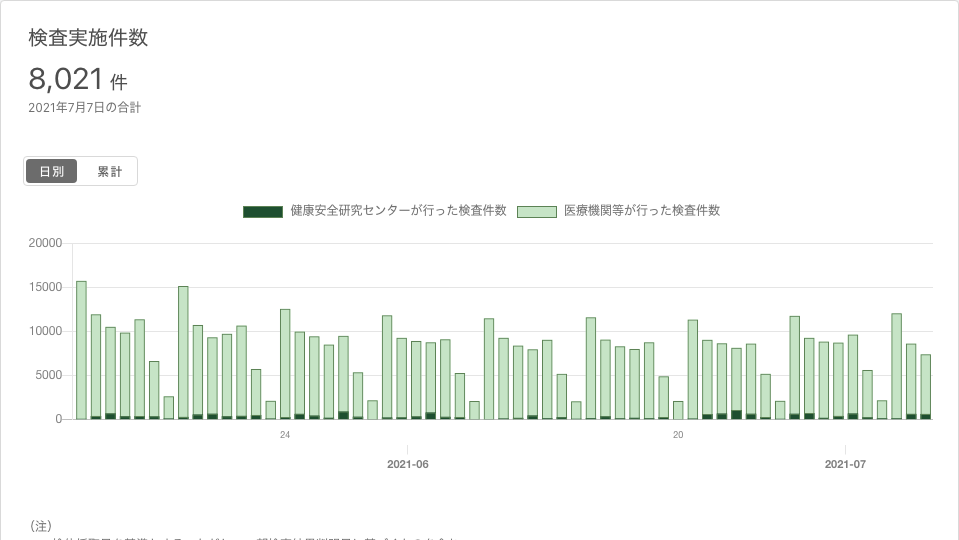 検査実施件数
8,021 件
2021年7月7日の合計
日別 累計
健康安全研究センターが行った検査件数 医療機関等が行った検査件数
20000
15000
10000
5000
0
24 20
2021-06 2021-07
（注）